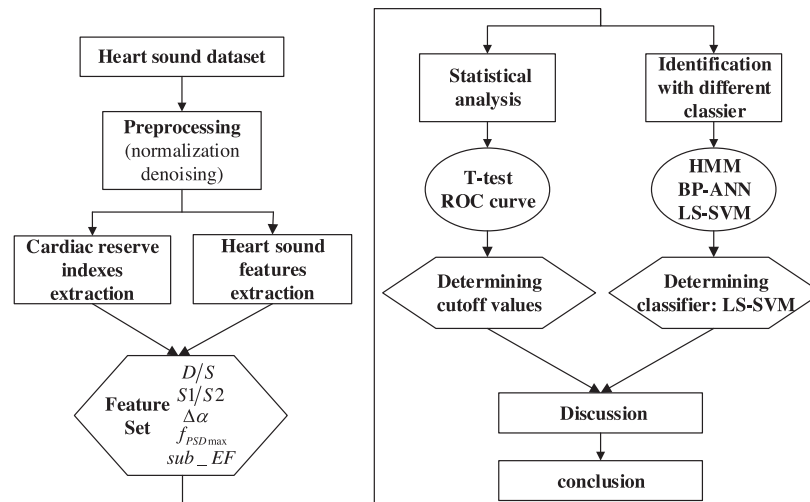 Heart sound dataset
Preprocessing
(normalization
denoising)
Cardiac reserve
indexes
extraction
Heart sound
features
extraction
Feature
Set
D/S
S1/S2
Δα
f_PSD max
sub_EF
Statistical
analysis
T-test
ROC curve
Determining
cutoff values
Identification
with different
classier
HMM
BP-ANN
LS-SVM
Determining
classifier: LS-SVM
Discussion
conclusion